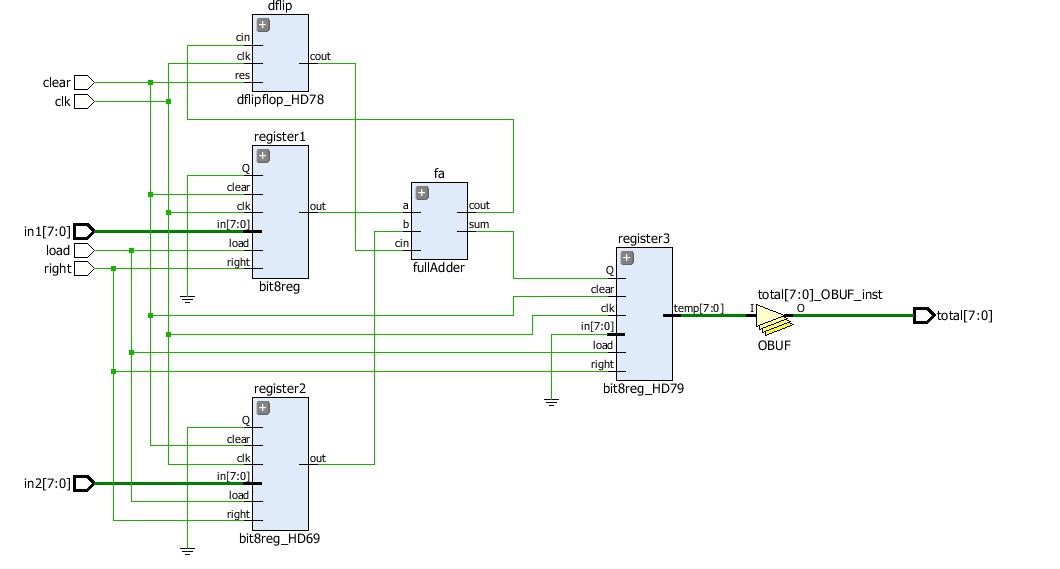 dflip
cin
clk
res
cout
dflipflop_HD78
clear
clk
register1
Q
clear
clk
in[7:0]
load
right
out
bit8reg
in1[7:0]
load
right
fa
a
b
cin
cout
sum
fullAdder
register3
Q
clear
clk
in[7:0]
load
right
temp[7:0]
bit8reg_HD79
total[7:0]_OBUF_inst
I
O
OBUF
total[7:0]
register2
Q
clear
clk
in[7:0]
load
right
out
bit8reg_HD69
in2[7:0]